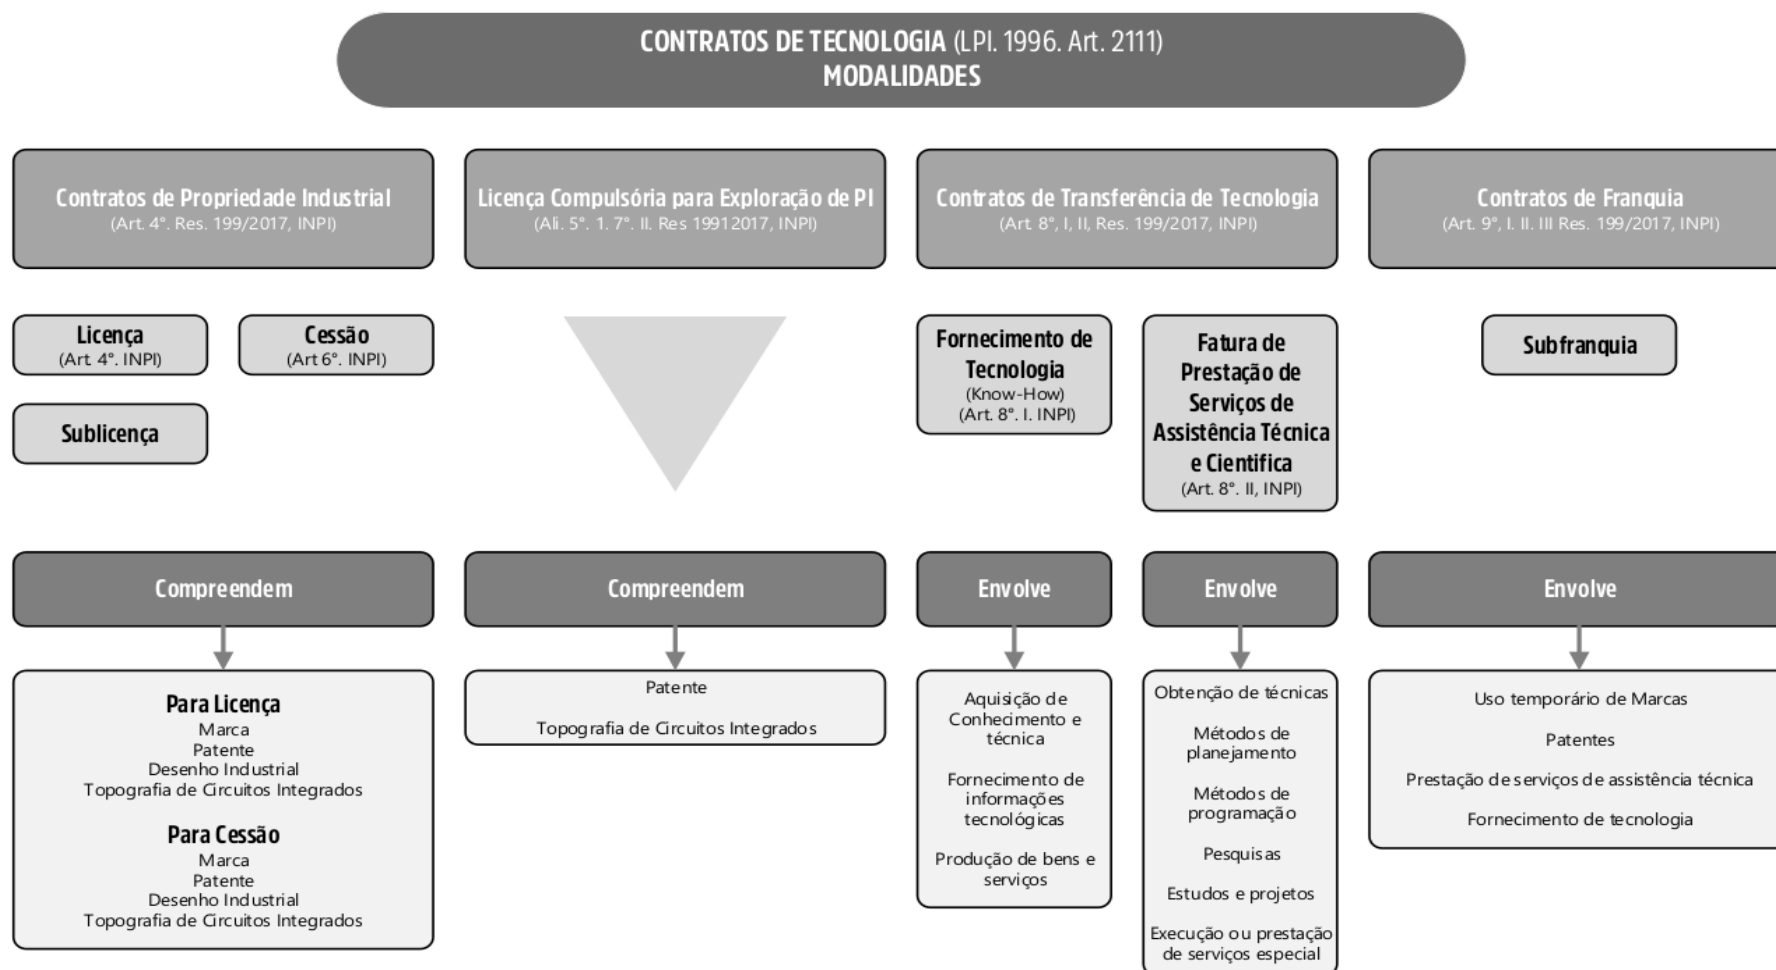 CONTRATOS DE TECNOLOGIA (LPI. 1996. Art. 2111)
MODALIDADES
Contratos de Propriedade Industrial
(Art. 4°. Res. 199/2017, INPI)
Licença Compulsória para Exploração de PI
(Ali. 5°. 1. 7°. II. Res 19912017, INPI)
Contratos de Transferência de Tecnologia
(Art. 8°, I, II, Res. 199/2017, INPI)
Contratos de Franquia
(Art. 9°, I. II. III Res. 199/2017, INPI)
Licença
(Art. 4°. INPI)
Cessão
(Art 6°. INPI)
Sublicença
Fornecimento de
Tecnologia
(Know-How)
(Art. 8°. I. INPI)
Fatura de
Prestação de
Serviços de
Assistência Técnica
e Cientifica
(Art. 8°. II, INPI)
Subfranquia
Compreendem
Compreendem
Envolve
Envolve
Envolve
Para Licença
Marca
Patente
Desenho Industrial
Topografia de Circuitos Integrados
Para Cessão
Marca
Patente
Desenho Industrial
Topografia de Circuitos Integrados
Patente
Topografia de Circuitos Integrados
Aquisição de
Conhecimento e
técnica
Fornecimento de
informações
tecnológicas
Produção de bens e
serviços
Obtenção de técnicas
Métodos de
planejamento
Métodos de
programação
Pesquisas
Estudos e projetos
Execução ou prestação
de serviços especial
Uso temporário de Marcas
Patentes
Prestação de serviços de assistência técnica
Fornecimento de tecnologia